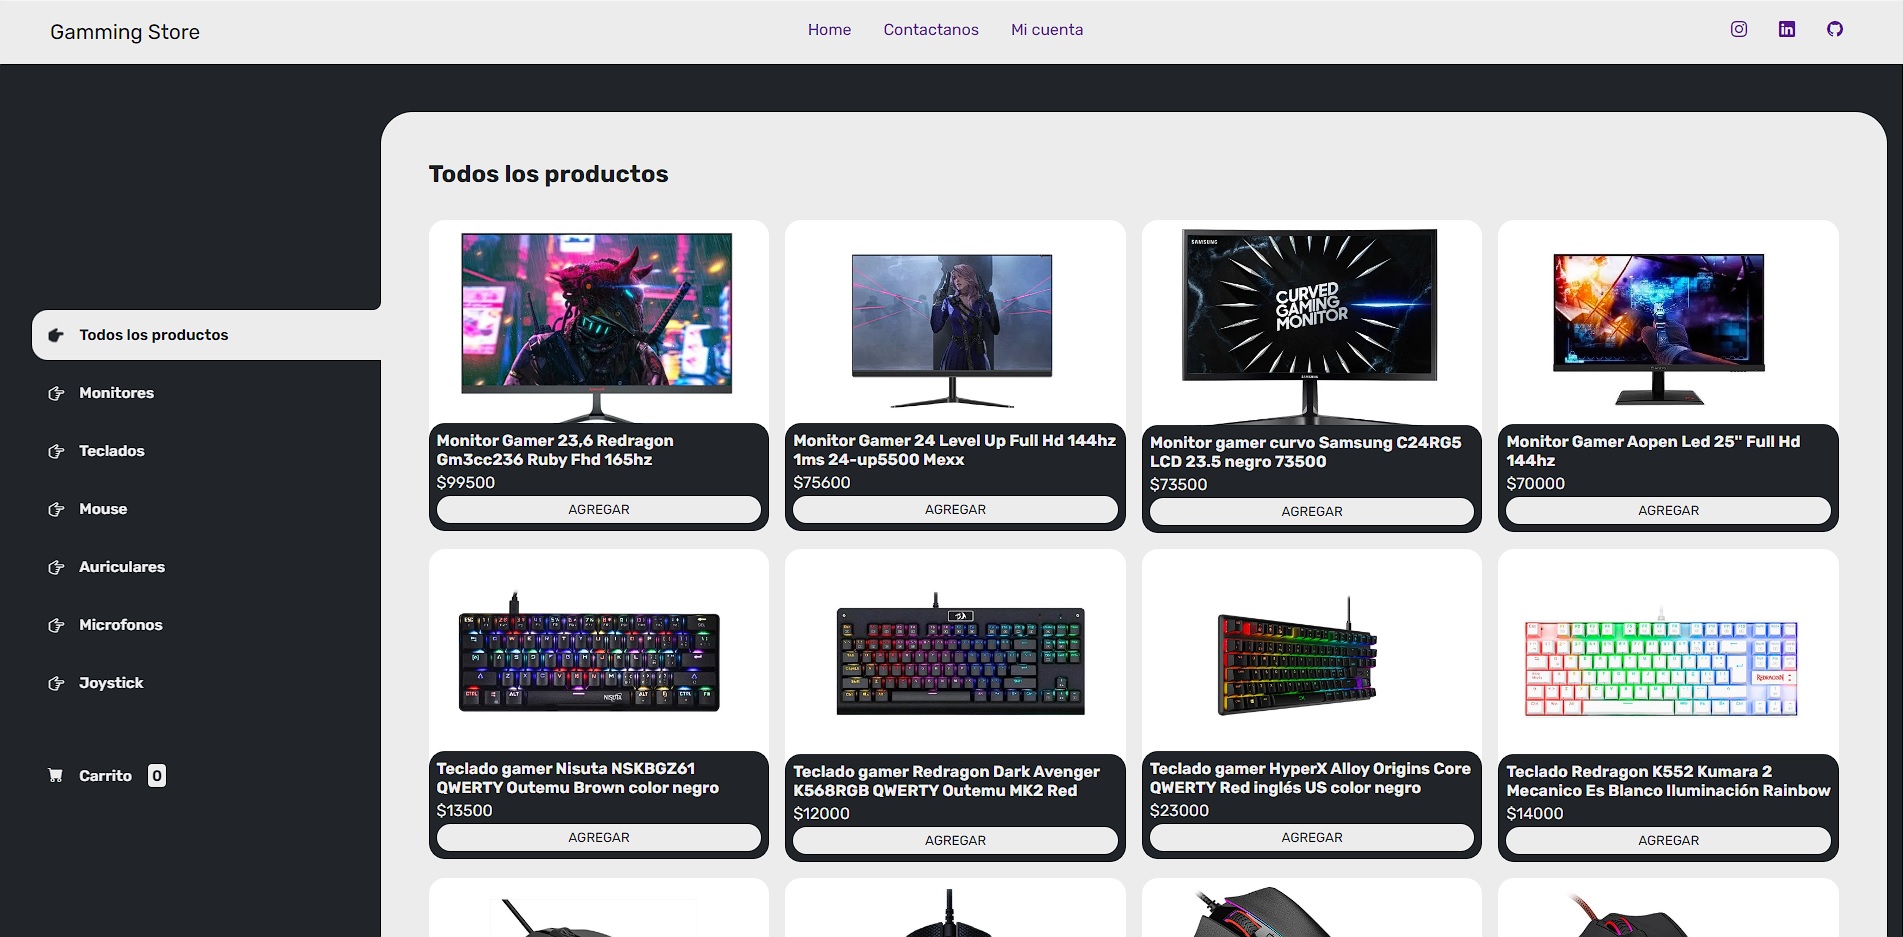 Gamming Store
Home
Contactanos
Mi cuenta
Todos los productos
Monitores
Teclados
Mouse
Auriculares
Microfonos
Joystick
Carrito 0
Todos los productos
Monitor Gamer 23,6 Redragon
Gm3cc236 Ruby Fhd 165hz
$99500
AGREGAR
Monitor Gamer 24 Level Up Full Hd 144hz
1ms 24-up5500 Mexx
$75600
AGREGAR
SAMSUNG
CURVED
GAMING
MONITOR
SAMSUNG
Monitor gamer curvo Samsung C24RG5
LCD 23.5 negro 73500
$73500
AGREGAR
Monitor Gamer Aopen Led 25" Full Hd
144hz
$70000
AGREGAR
NISUTA
Teclado gamer Nisuta NSKBGZ61
QWERTY Outemu Brown color negro
$13500
AGREGAR
Teclado gamer Redragon Dark Avenger
K568RGB QWERTY Outemu MK2 Red
$12000
AGREGAR
Teclado gamer HyperX Alloy Origins Core
QWERTY Red inglés US color negro
$23000
AGREGAR
REDRAGON
Teclado Redragon K552 Kumara 2
Mecanico Es Blanco Iluminación Rainbow
$14000
AGREGAR